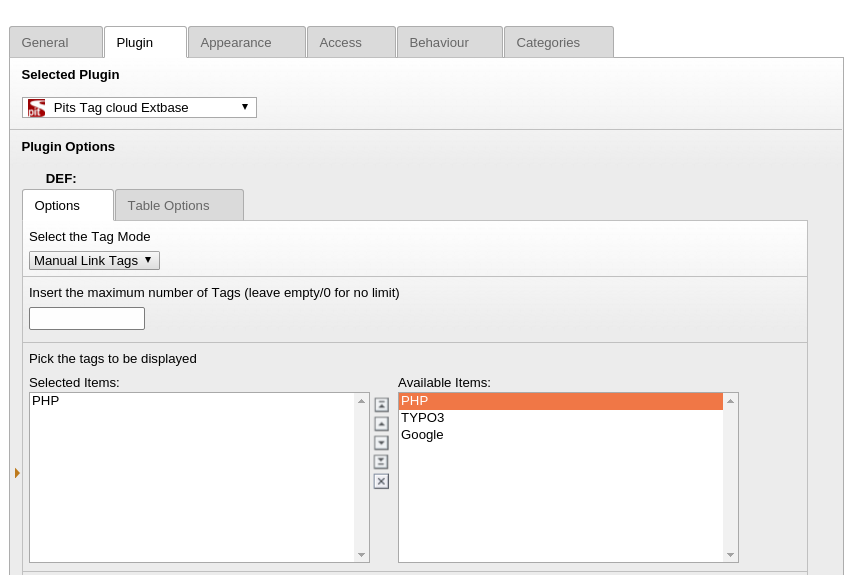 General Plugin Appearance Access Behaviour Categories
Selected Plugin
pit Pits Tag cloud Extbase
Plugin Options
DEF:
Options Table Options
Select the Tag Mode
Manual Link Tags
Insert the maximum number of Tags (leave empty/0 for no limit)
Pick the tags to be displayed
Selected Items: Available Items:
PHP PHP
TYPO3
Google